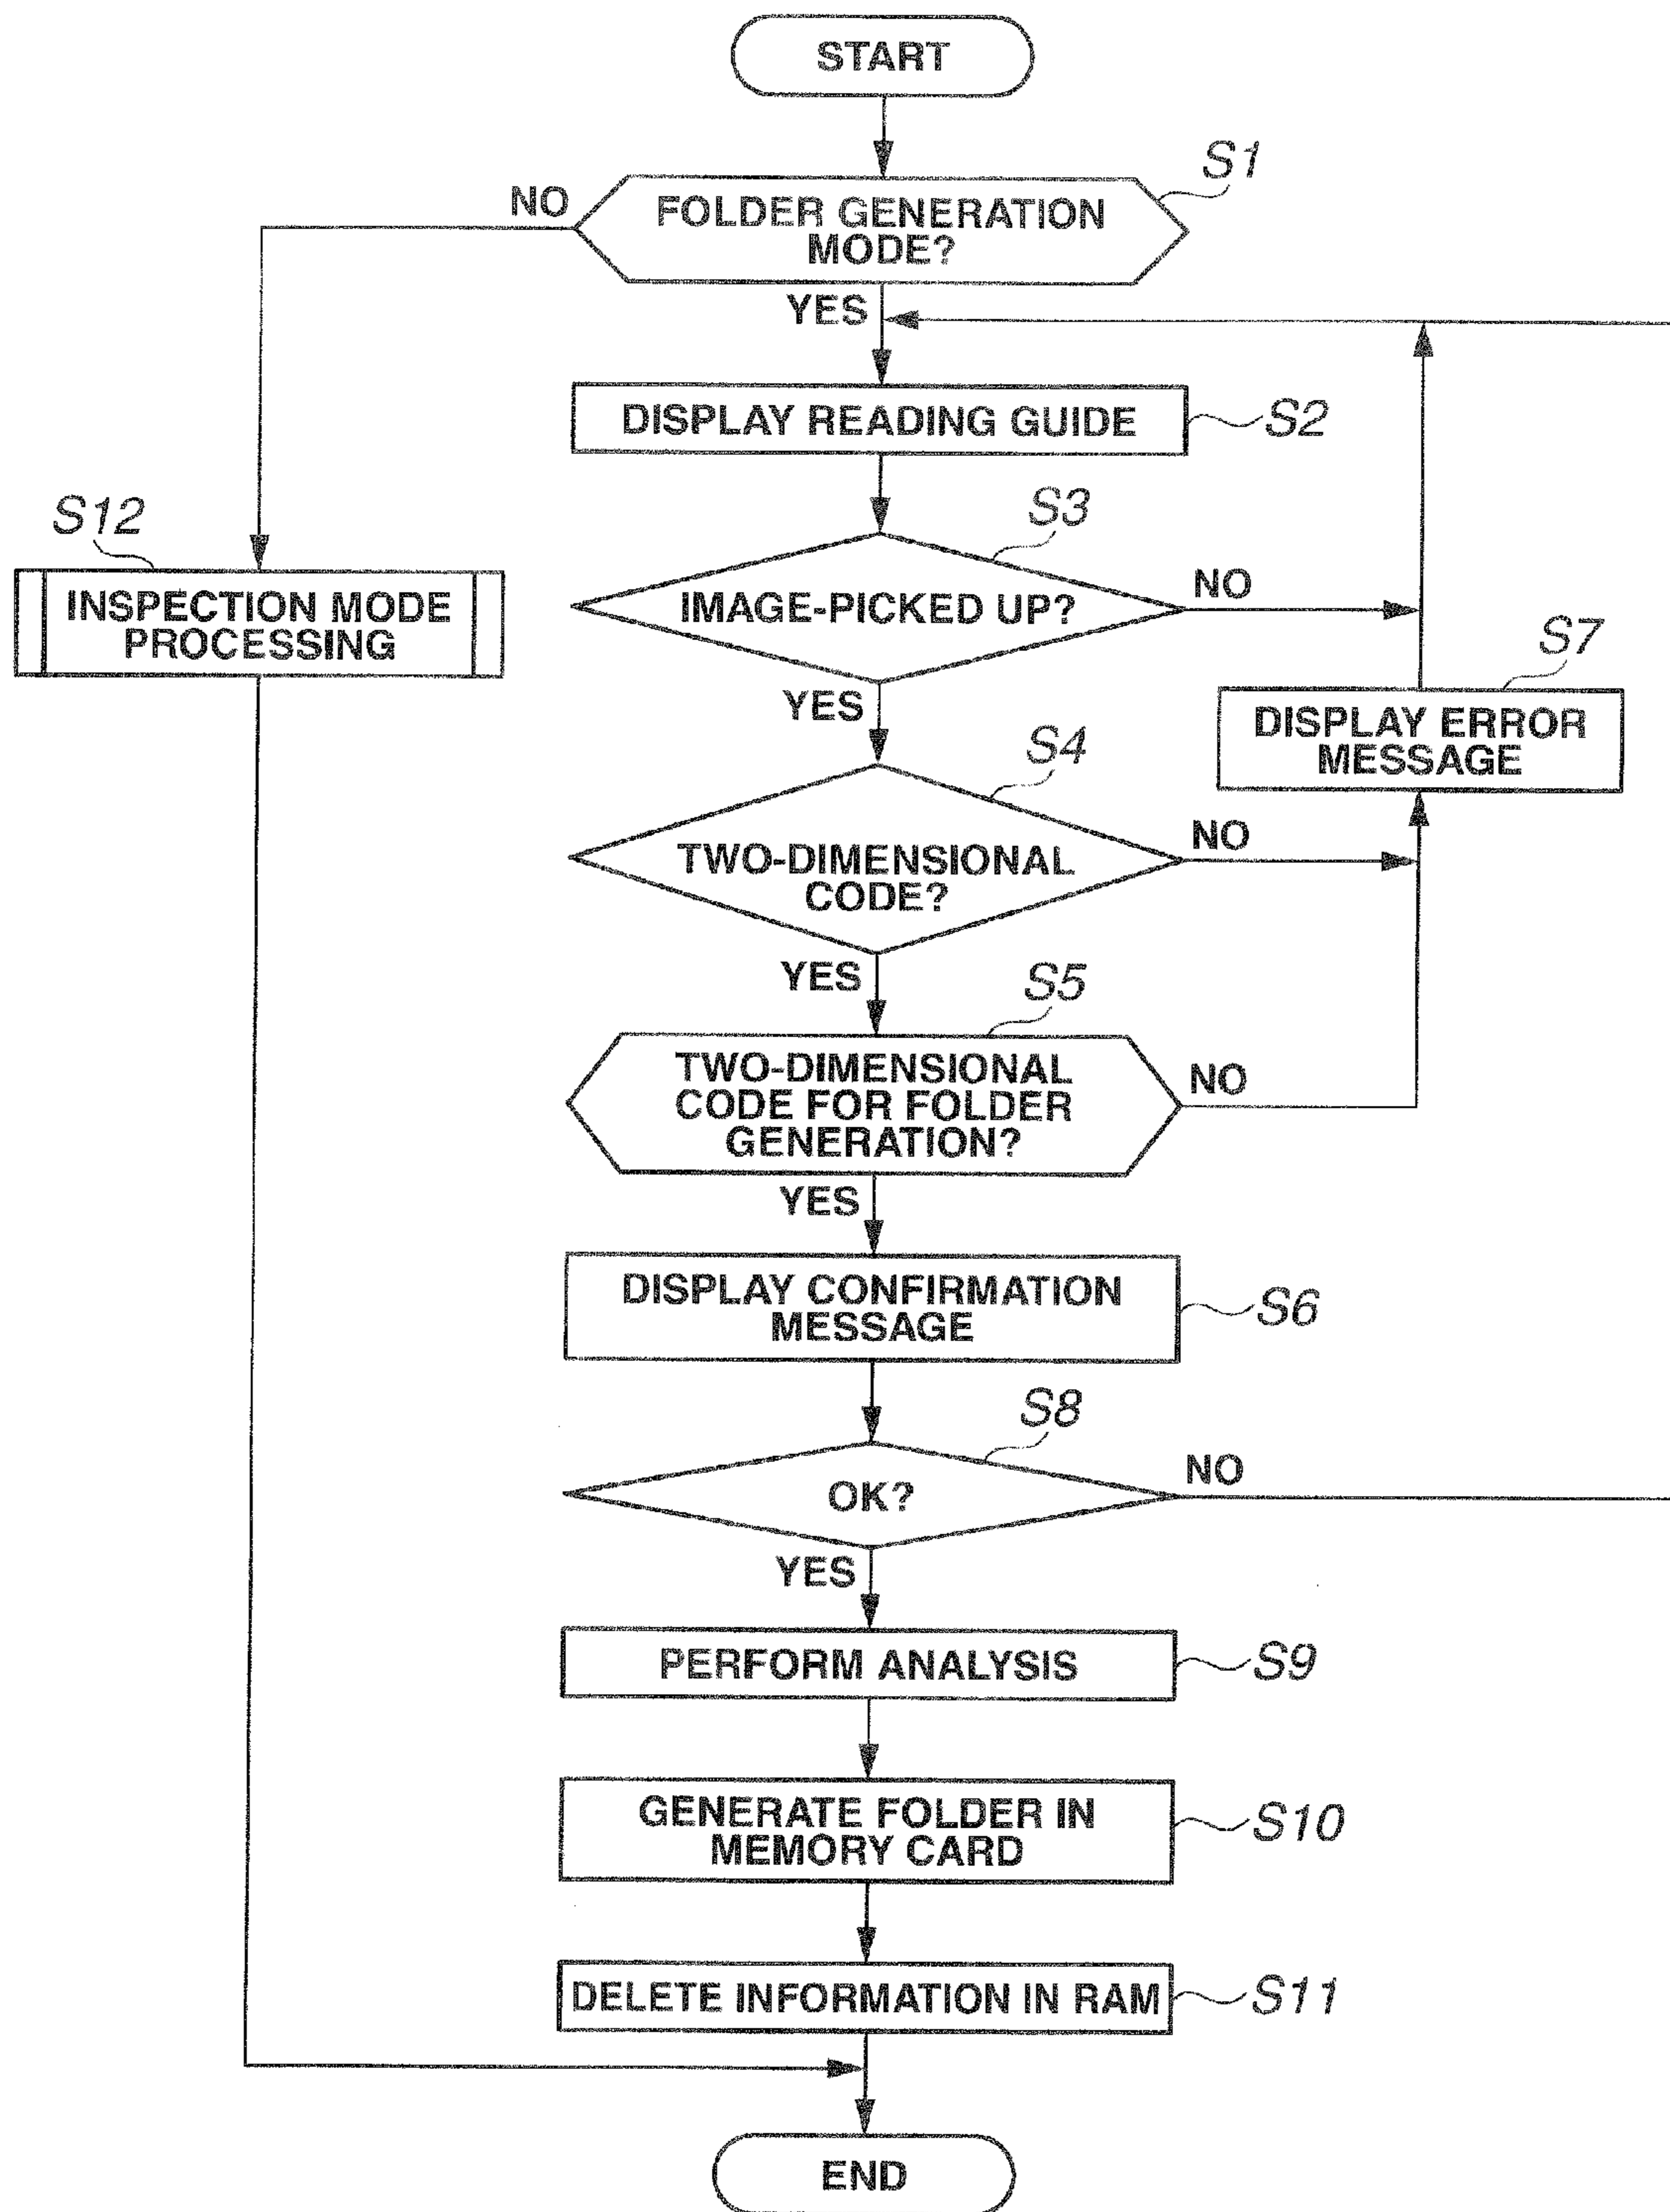 START
S1
NO
FOLDER GENERATION
MODE?
YES
DISPLAY READING GUIDE
S2
S12
S3
INSPECTION MODE
PROCESSING
IMAGE-PICKED UP?
NO
S7
YES
DISPLAY ERROR
MESSAGE
S4
TWO-DIMENSIONAL
CODE?
NO
YES
S5
TWO-DIMENSIONAL
CODE FOR FOLDER
GENERATION?
NO
YES
DISPLAY CONFIRMATION
MESSAGE
S6
S8
OK?
NO
YES
PERFORM ANALYSIS
S9
GENERATE FOLDER IN
MEMORY CARD
S10
DELETE INFORMATION IN RAM
S11
END